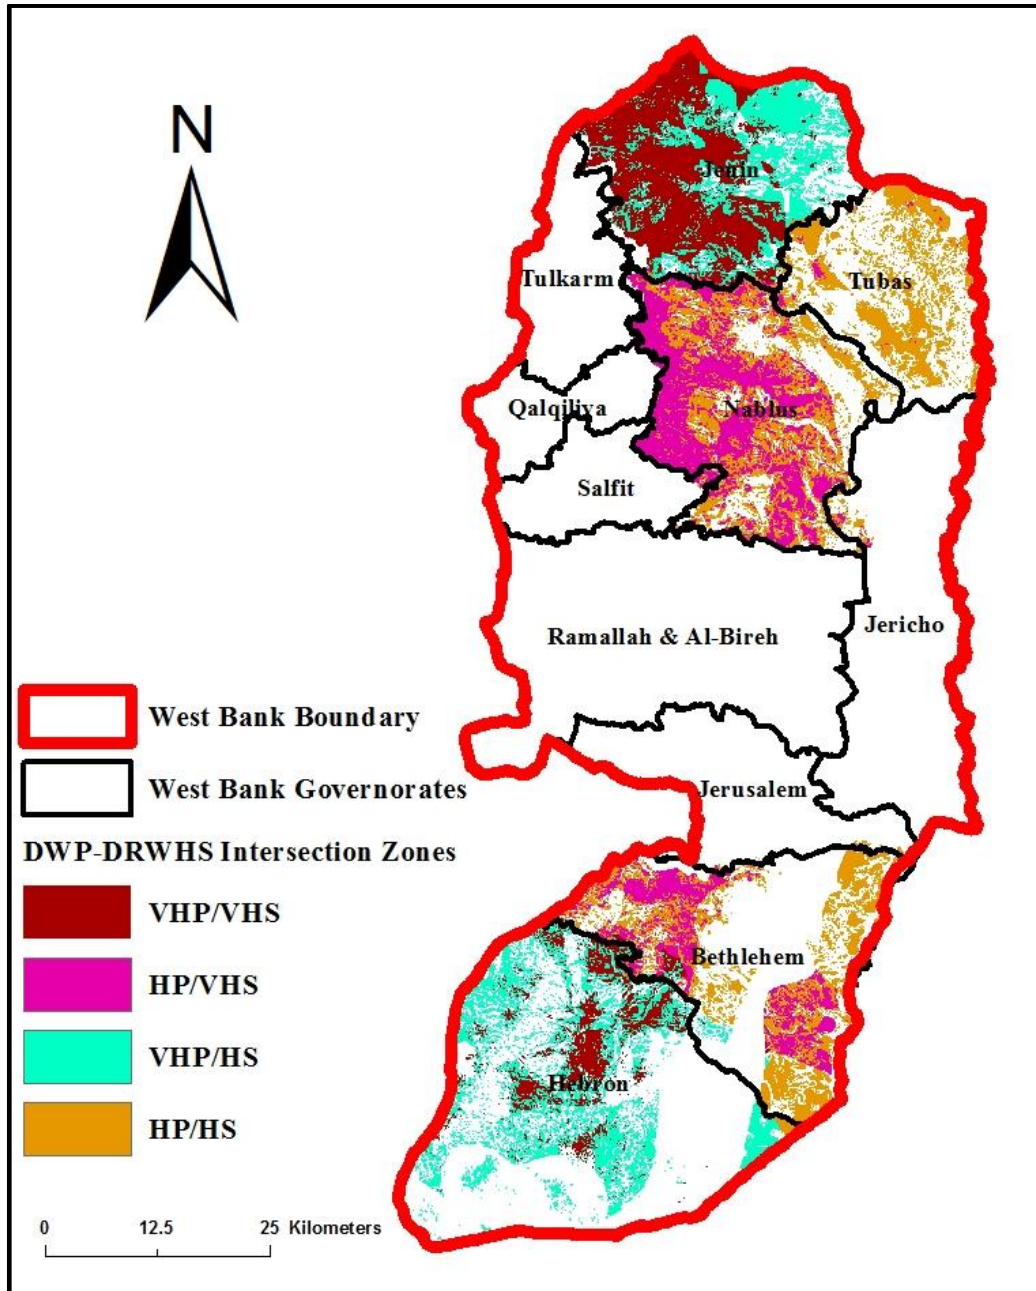 N
Jenin
Tulkarm
Tubas
Qalqiliya
Nablus
Salfit
Ramallah & Al-Bireh
Jericho
West Bank Boundary
West Bank Governorates
Jerusalem
DWP-DRWHS Intersection Zones
VHP/VHS
HP/VHS
VHP/HS
HP/HS
Bethlehem
Hebron
0 12.5 25 Kilometers